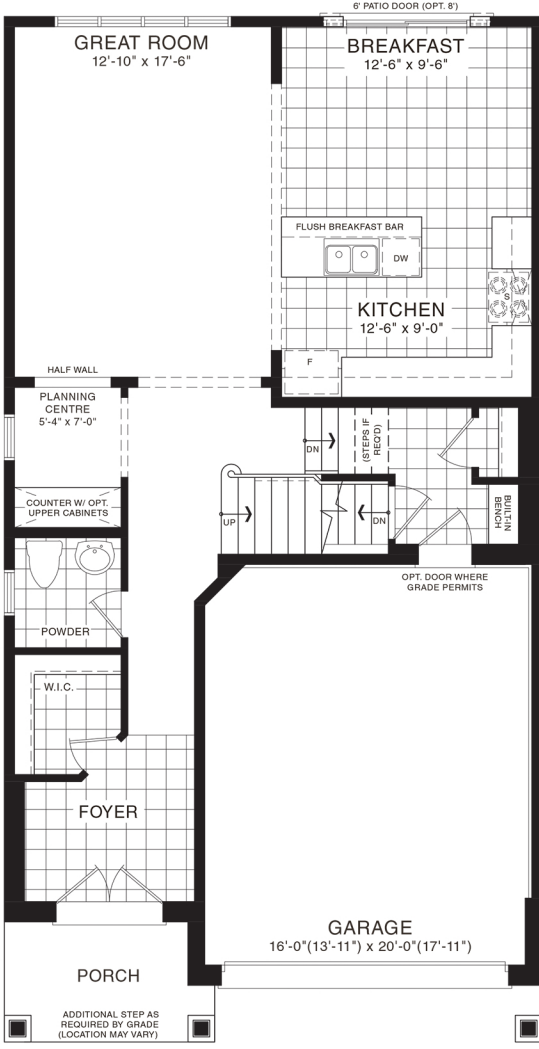 6' PATIO DOOR (OPT. 8')
GREAT ROOM
12'-10" x 17'-6"
BREAKFAST
12'-6" x 9'-6"
FLUSH BREAKFAST BAR
DW
S
KITCHEN
12'-6" x 9'-0"
F
HALF WALL
PLANNING
CENTRE
5'-4" x 7'-0"
DN
(STEPS IF
REQ'D)
COUNTER W/ OPT.
UPPER CABINETS
UP
DN
BUILT-IN
BENCH
OPT. DOOR WHERE
GRADE PERMITS
POWDER
W.I.C.
FOYER
GARAGE
16'-0"(13'-11") x 20'-0"(17'-11")
PORCH
ADDITIONAL STEP AS
REQUIRED BY GRADE
(LOCATION MAY VARY)